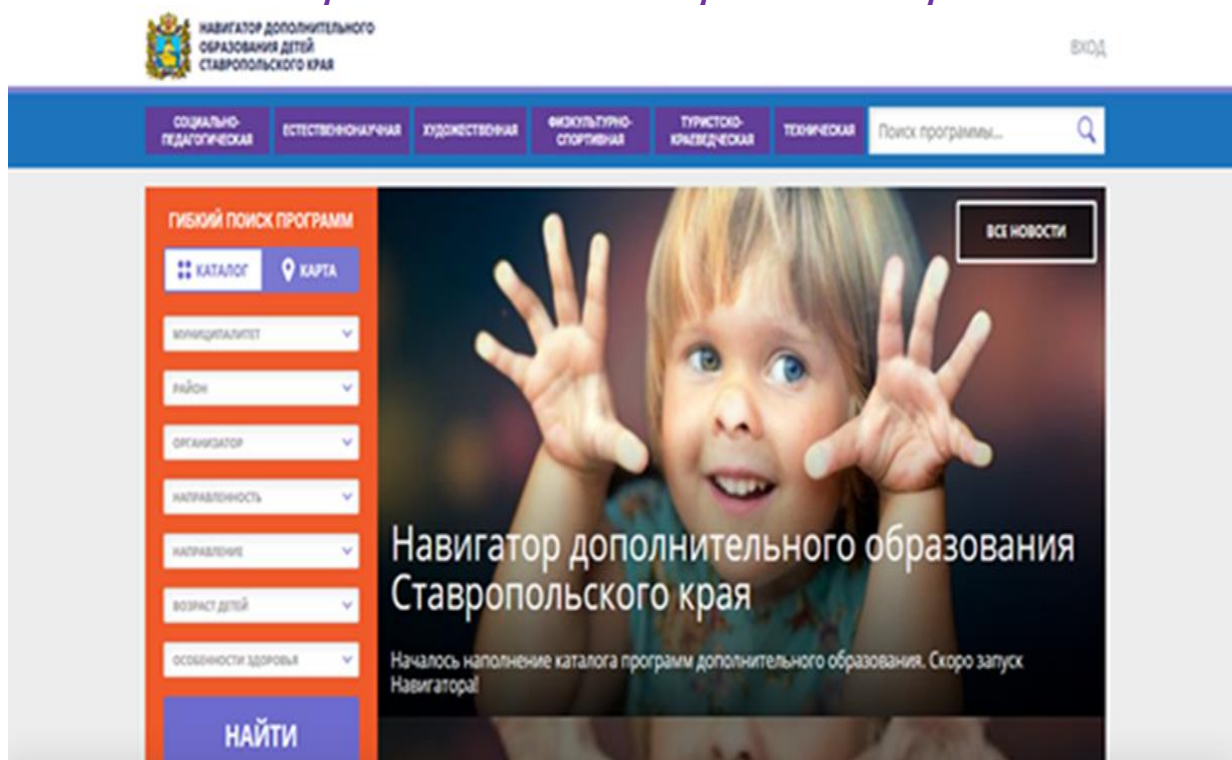 НАВИГАТОР ДОПОЛНИТЕЛЬНОГО
ОБРАЗОВАНИЯ ДЕТЕЙ
СТАВРОПОЛЬСКОГО КРАЯ
ВХОД
СОЦИАЛЬНО-
ПЕДАГОГИЧЕСКАЯ
ЕСТЕСТВЕННОНАУЧНАЯ
ХУДОЖЕСТВЕННАЯ
ФИЗКУЛЬТУРНО-
СПОРТИВНАЯ
ТУРИСТСКО-
КРАЕВЕДЧЕСКАЯ
ТЕХНИЧЕСКАЯ
Поиск программы...
ГИБКИЙ ПОИСК ПРОГРАММ
КАТАЛОГ
КАРТА
МУНИЦИПАЛИТЕТ
РАЙОН
ОРГАНИЗАТОР
НАПРАВЛЕННОСТЬ
НАПРАВЛЕНИЕ
ВОЗРАСТ ДЕТЕЙ
ОСОБЕННОСТИ ЗДОРОВЬЯ
НАЙТИ
ВСЕ НОВОСТИ
Навигатор дополнительного образования
Ставропольского края
Началось наполнение каталога программ дополнительного образования. Скоро запуск
Навигатора!